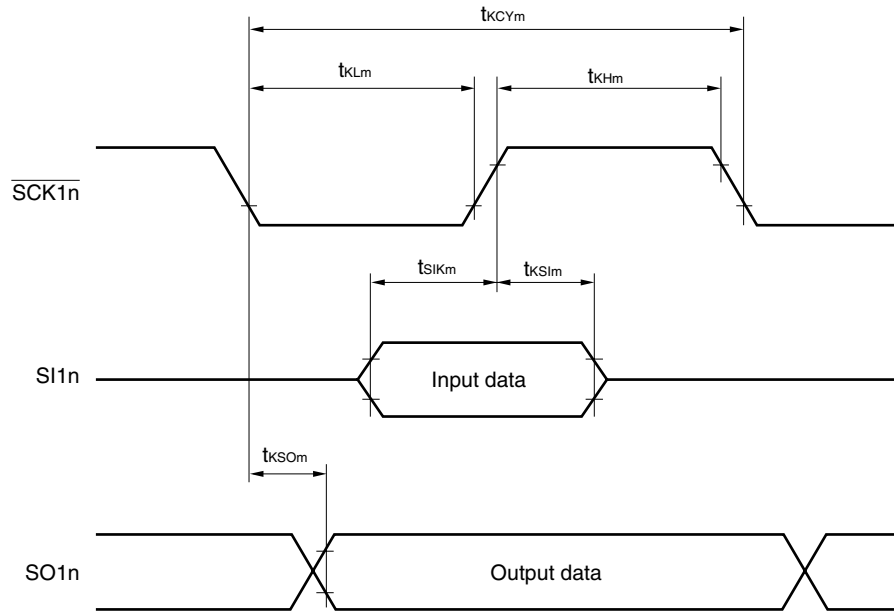 tKCYm
tKLm
tKHm
SCK1n
tSIKm
tKSIm
SI1n
Input data
tKSOm
SO1n
Output data